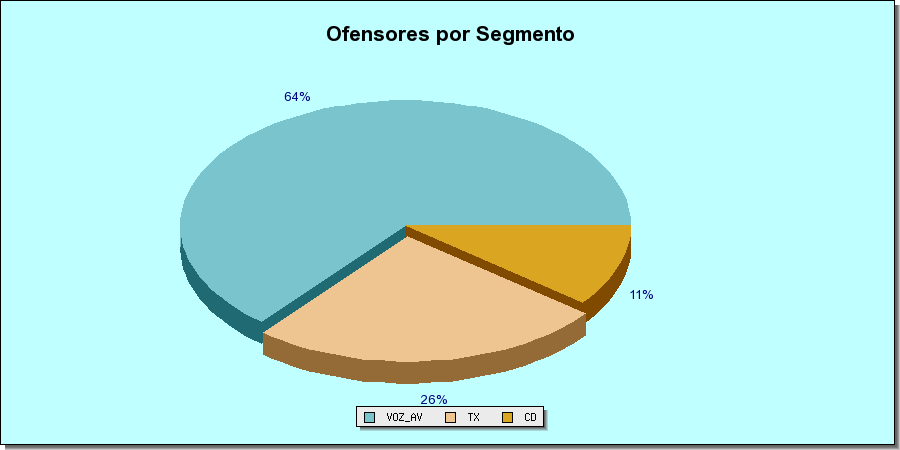 Ofensores por Segmento
64%
11%
26%
VOZ_AV TX CD